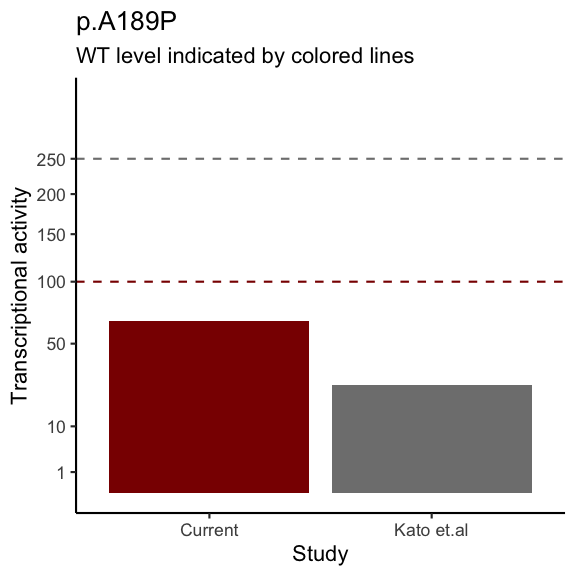 p.A189P
WT level indicated by colored lines
Transcriptional activity
250
200
150
100
50
10
1
Current
Kato et.al
Study